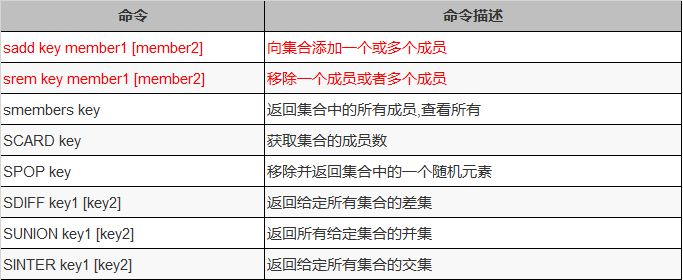 命令 命令描述
sadd key member1 [member2] 向集合添加一个或多个成员
srem key member1 [member2] 移除一个成员或者多个成员
smembers key 返回集合中的所有成员,查看所有
SCARD key 获取集合的成员数
SPOP key 移除并返回集合中的一个随机元素
SDIFF key1 [key2] 返回给定所有集合的差集
SUNION key1 [key2] 返回所有给定集合的并集
SINTER key1 [key2] 返回给定所有集合的交集